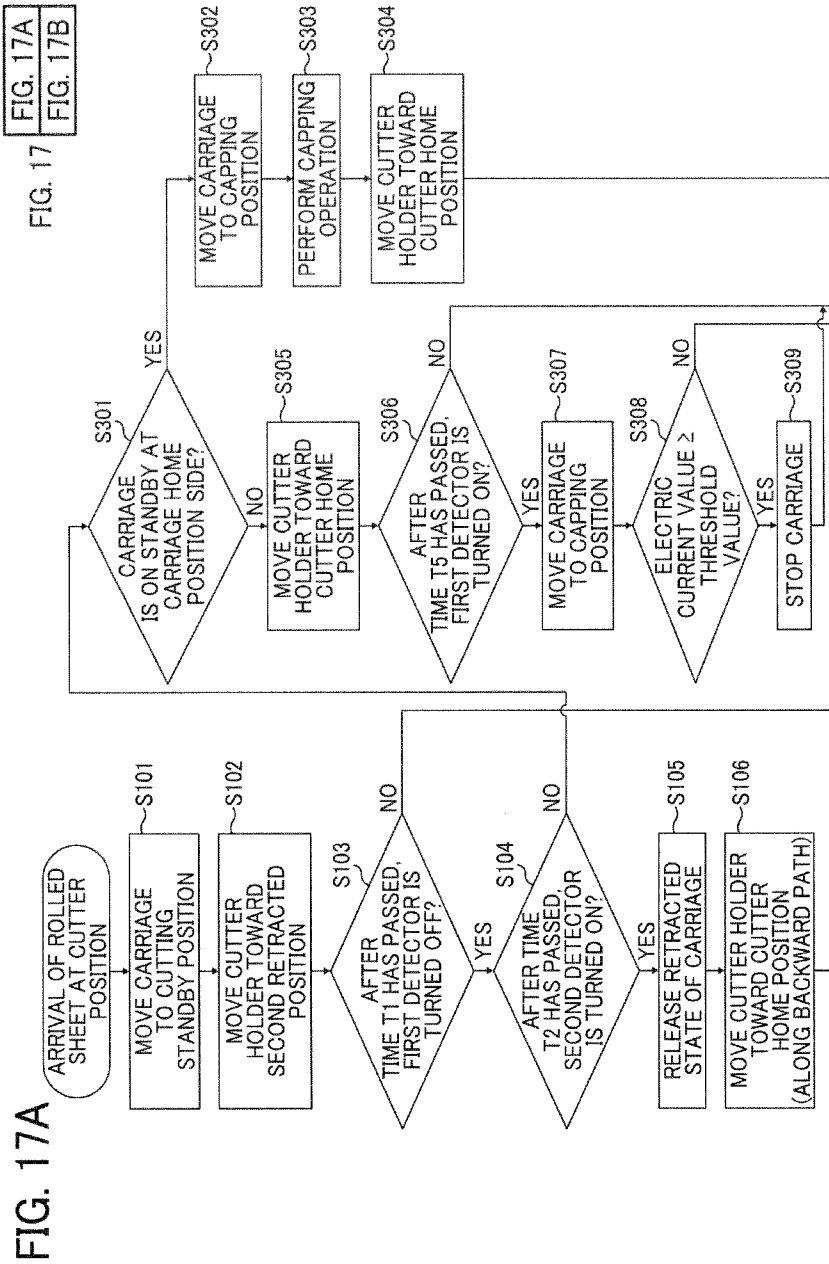 FIG. 17A
FIG. 17
FIG. 17A
FIG. 17B
ARRIVAL OF ROLLED
SHEET AT CUTTER
POSITION
S101
MOVE CARRIAGE
TO CUTTING
STANDBY POSITION
S102
MOVE CUTTER
HOLDER TOWARD
SECOND RETRACTED
POSITION
S103
AFTER
TIME T1 HAS PASSED,
FIRST DETECTOR IS
TURNED OFF?
NO
YES
S104
AFTER TIME
T2 HAS PASSED,
SECOND DETECTOR
IS TURNED ON?
NO
YES
S105
RELEASE RETRACTED
STATE OF CARRIAGE
S106
MOVE CUTTER HOLDER
TOWARD CUTTER
HOME POSITION
(ALONG BACKWARD PATH)
S301
CARRIAGE
IS ON STANDBY AT
CARRIAGE HOME
POSITION SIDE?
YES
NO
S302
MOVE CARRIAGE
TO CAPPING
POSITION
S303
PERFORM CAPPING
OPERATION
S304
MOVE CUTTER
HOLDER TOWARD
CUTTER HOME
POSITION
S305
MOVE CUTTER
HOLDER TOWARD
CUTTER HOME
POSITION
S306
AFTER
TIME T5 HAS PASSED,
FIRST DETECTOR IS
TURNED ON?
NO
YES
S307
MOVE CARRIAGE
TO CAPPING
POSITION
S308
ELECTRIC
CURRENT VALUE ≥
THRESHOLD
VALUE?
NO
YES
S309
STOP CARRIAGE